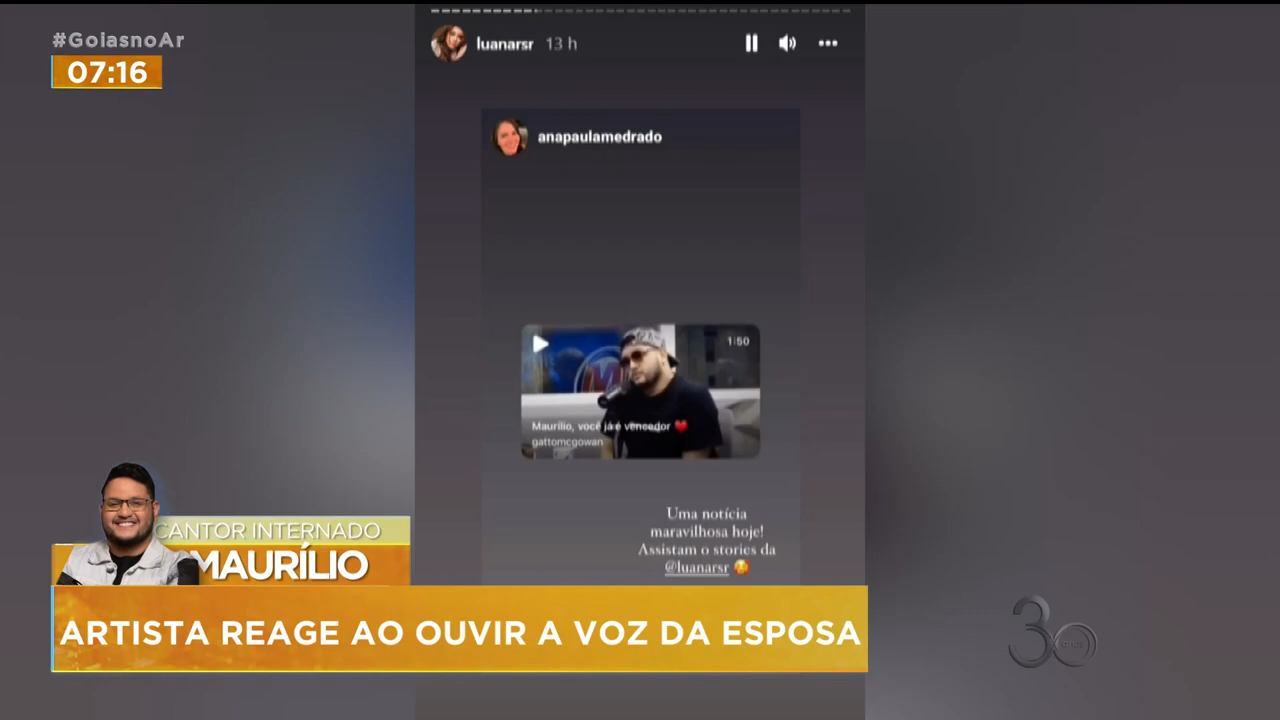 #GoiasnoAr
07:16
luanarsr 13 h
anapaulamedrado
1:50
Maurílio, você já é vencedor ❤️
gattomcgowan
Uma notícia
maravilhosa hoje!
Assistam o stories da
@luanarsr 🥰
CANTOR INTERNADO
MAURÍLIO
ARTISTA REAGE AO OUVIR A VOZ DA ESPOSA
30